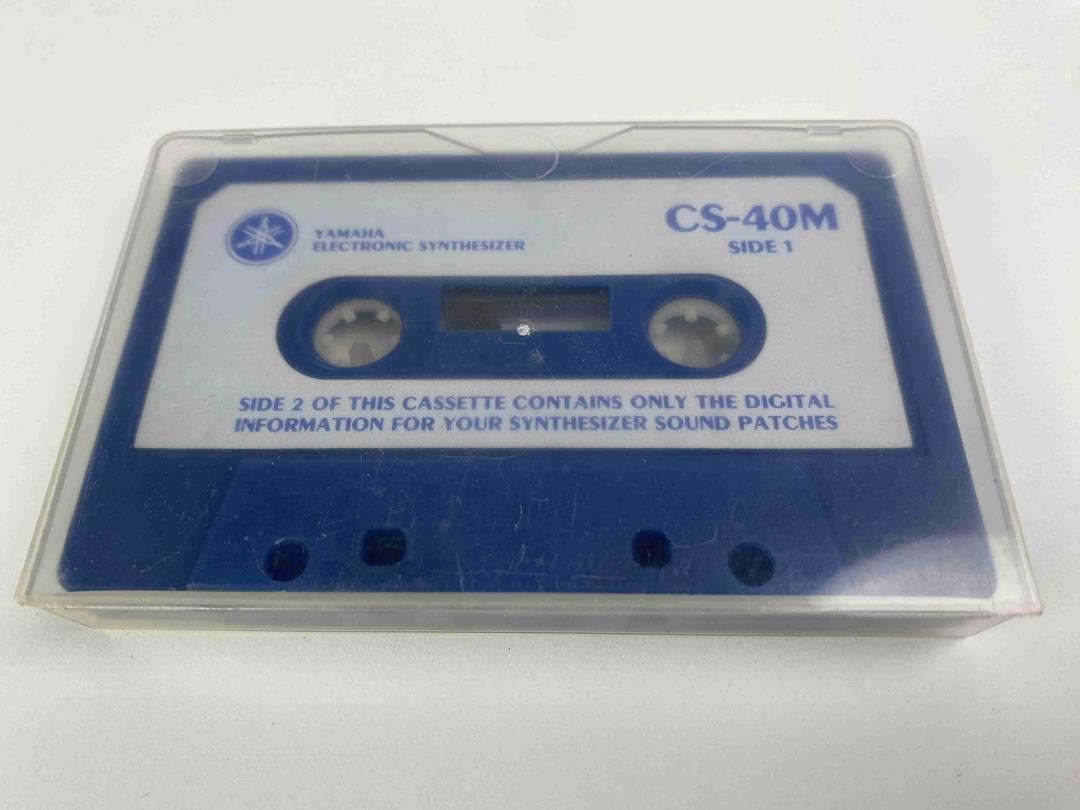 YAMAHA
ELECTRONIC SYNTHESIZER
CS-40M
SIDE 1
SIDE 2 OF THIS CASSETTE CONTAINS ONLY THE DIGITAL
INFORMATION FOR YOUR SYNTHESIZER SOUND PATCHES